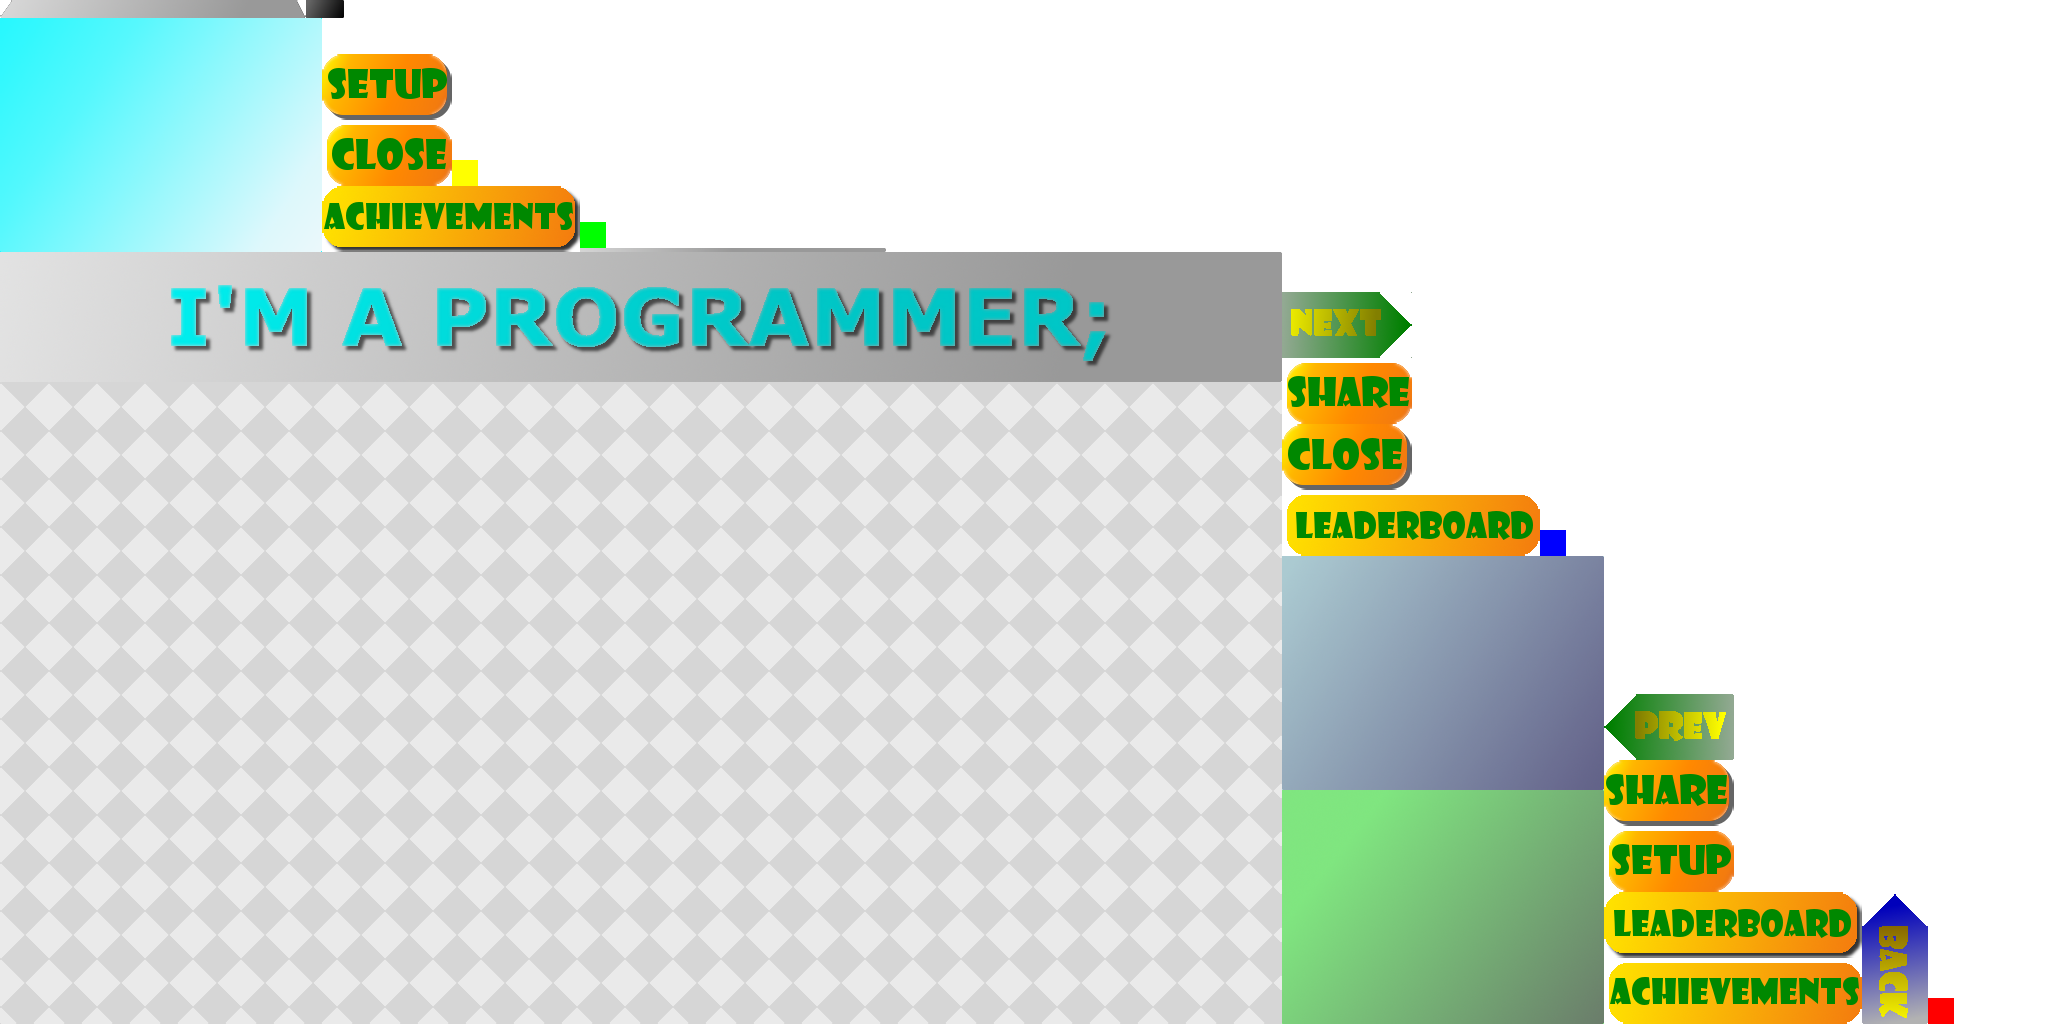 SETUP
CLOSE
ACHIEVEMENTS
I'M A PROGRAMMER;
NEXT
SHARE
CLOSE
LEADERBOARD
PREV
SHARE
SETUP
LEADERBOARD
ACHIEVEMENTS
BACK